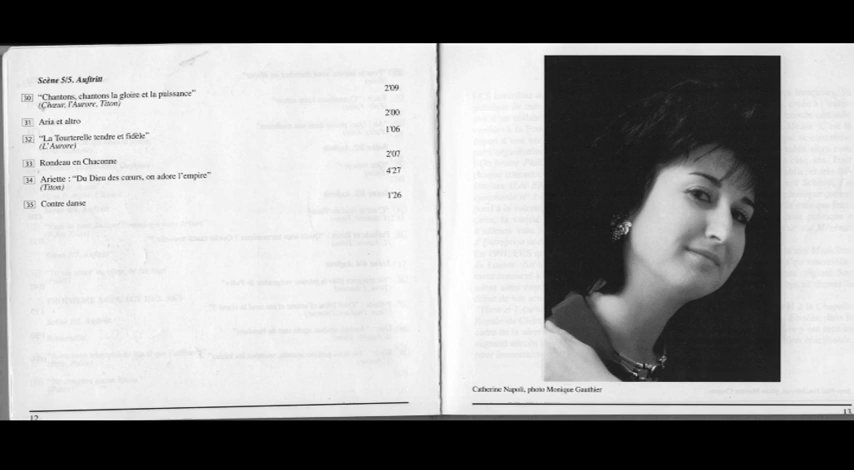 Scène 5/5. Auftritt
30 "Chantons, chantons la gloire et la puissance" 2'09
(Chœur, l'Aurore, Titon)
31 Aria et altro 2'00
32 "La Tourterelle tendre et fidèle" 1'06
(L'Aurore)
33 Rondeau en Chaconne 2'07
34 Ariette : "Du Dieu des cœurs, on adore l'empire" 4'27
(Titon)
35 Contre danse 1'26
12
Catherine Napoli, photo Monique Gauthier
13